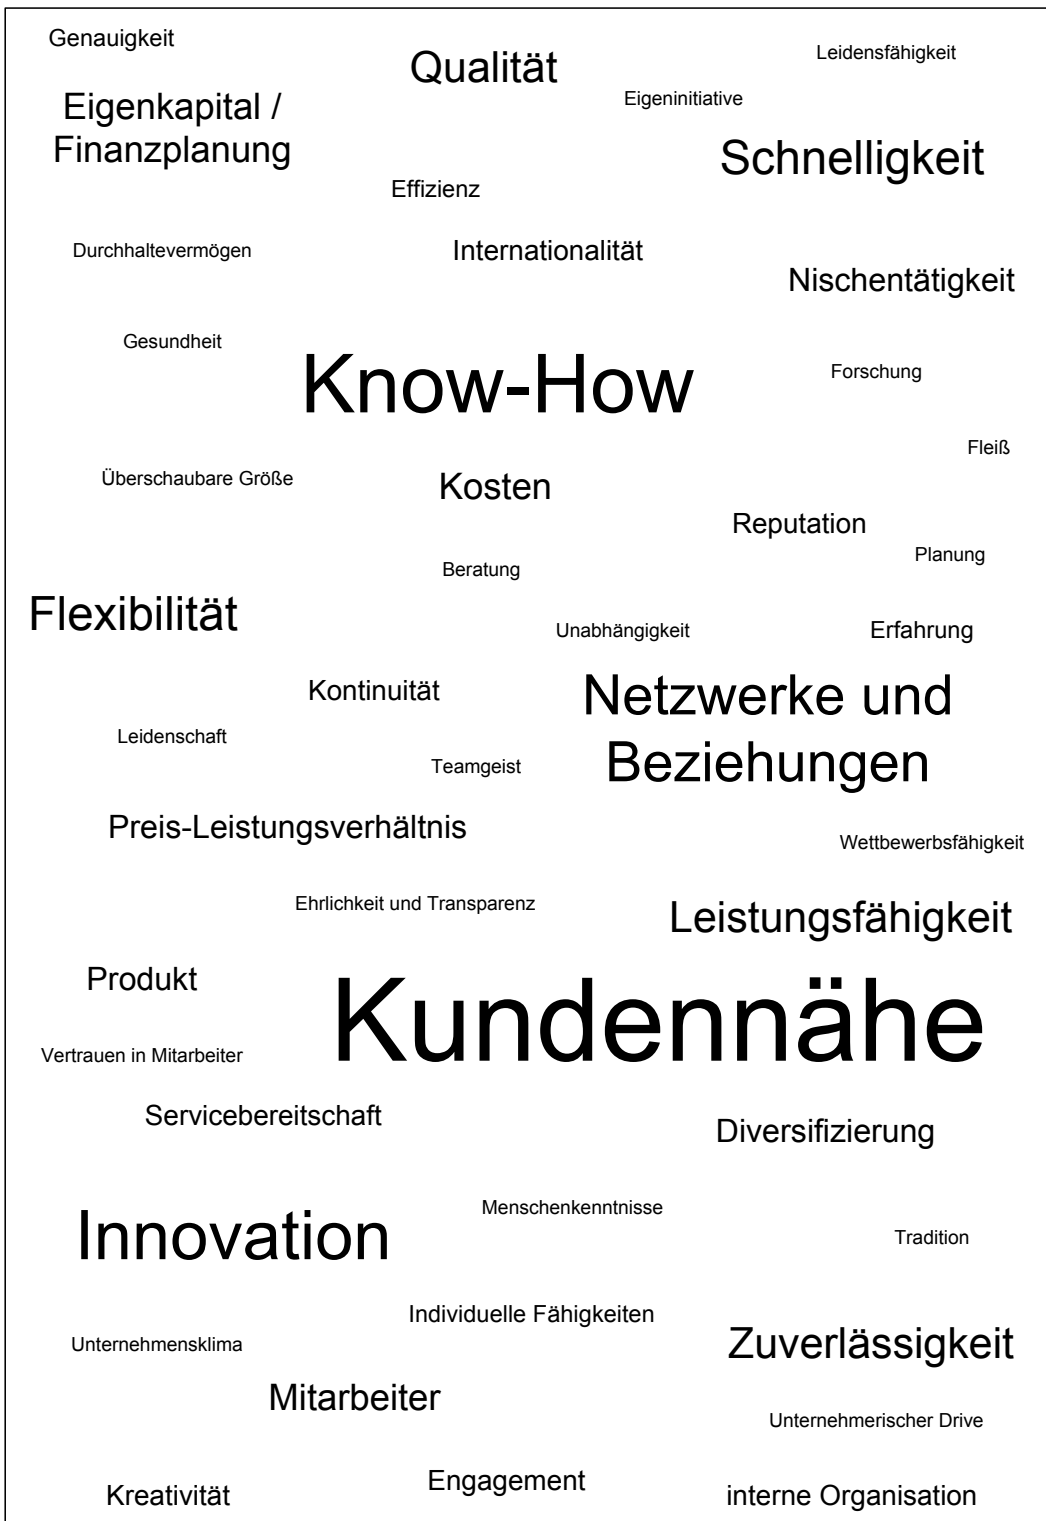 Genauigkeit
Qualität
Leidensfähigkeit
Eigenkapital /
Finanzplanung
Eigeninitiative
Schnelligkeit
Effizienz
Durchhaltevermögen
Internationalität
Nischentätigkeit
Gesundheit
Know-How
Forschung
Fleiß
Überschaubare Größe
Kosten
Reputation
Planung
Beratung
Flexibilität
Unabhängigkeit
Erfahrung
Kontinuität
Netzwerke und
Beziehungen
Leidenschaft
Teamgeist
Preis-Leistungsverhältnis
Wettbewerbsfähigkeit
Ehrlichkeit und Transparenz
Leistungsfähigkeit
Produkt
Kundennähe
Vertrauen in Mitarbeiter
Servicebereitschaft
Diversifizierung
Innovation
Menschenkenntnisse
Tradition
Individuelle Fähigkeiten
Unternehmensklima
Zuverlässigkeit
Mitarbeiter
Unternehmerischer Drive
Kreativität
Engagement
interne Organisation